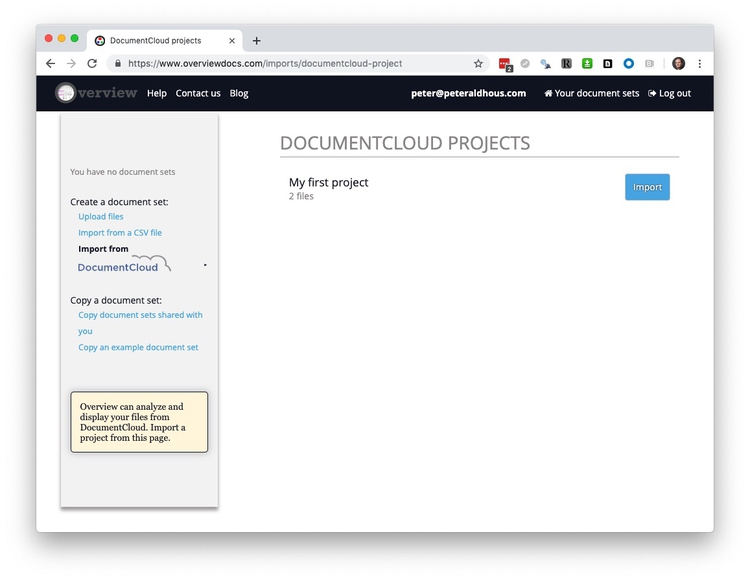 DocumentCloud projects
https://www.overviewdocs.com/imports/documentcloud-project
2
verview Help Contact us Blog peter@peteraldhous.com Your document sets Log out
You have no document sets
Create a document set:
Upload files
Import from a CSV file
Import from
DocumentCloud
Copy a document set:
Copy document sets shared with
you
Copy an example document set
Overview can analyze and
display your files from
DocumentCloud. Import a
project from this page.
DOCUMENTCLOUD PROJECTS
My first project
2 files
Import